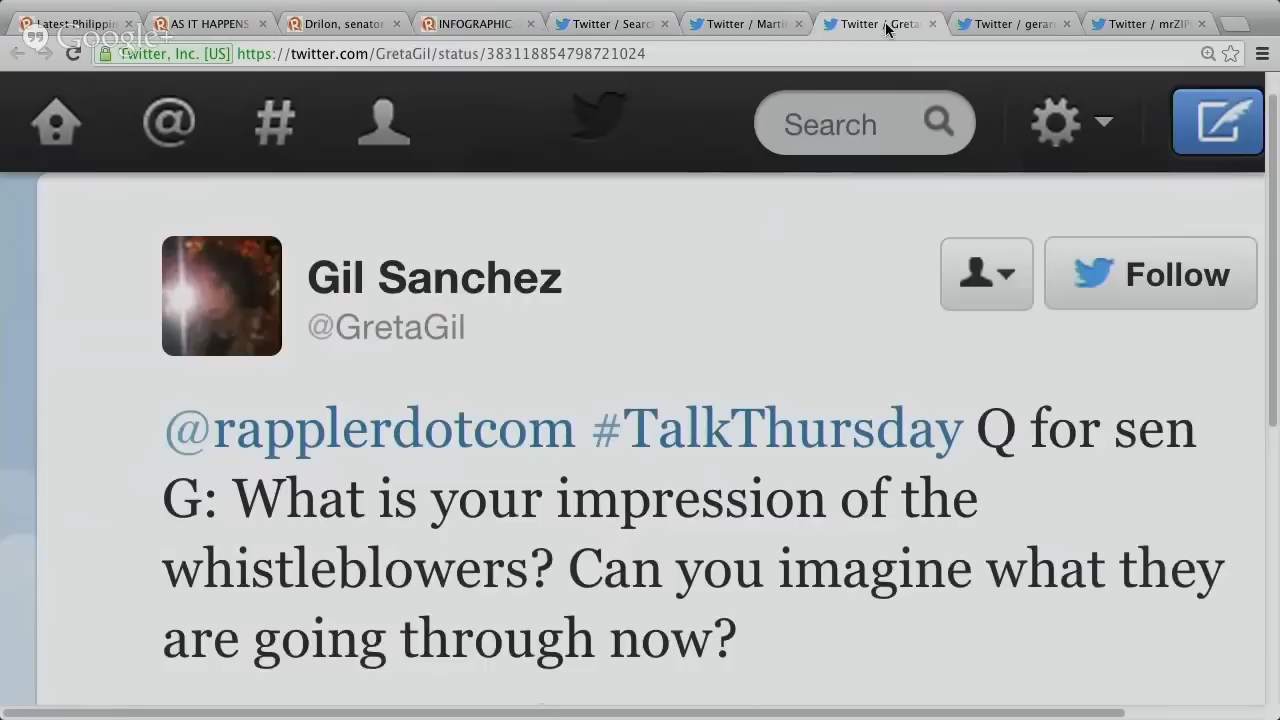 Latest Philippin
AS IT HAPPENS
Drilon, senator
INFOGRAPHIC
Twitter / Searc
Twitter / Marti
Twitter / Greta
Twitter / gerar
Twitter / mrZIP
Google+
Twitter, Inc. [US] https://twitter.com/GretaGil/status/383118854798721024
@ #
Search
Gil Sanchez
Follow
@GretaGil
@rapplerdotcom #TalkThursday Q for sen
G: What is your impression of the
whistleblowers? Can you imagine what they
are going through now?